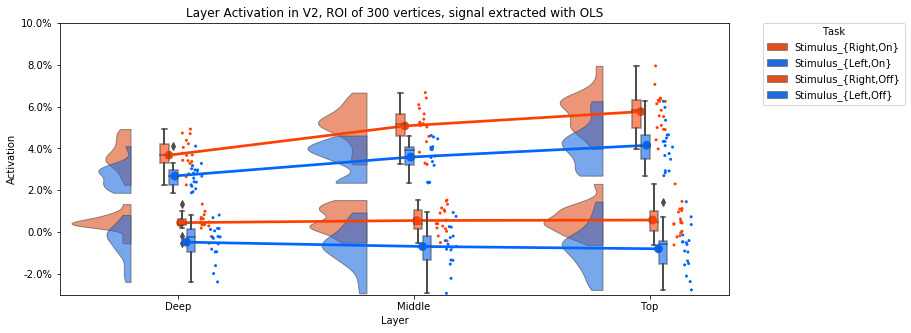 Layer Activation in V2, ROI of 300 vertices, signal extracted with OLS
10.0%
8.0%
6.0%
4.0%
2.0%
0.0%
-2.0%
Activation
Deep
Middle
Top
Layer
Task
Stimulus_{Right,On}
Stimulus_{Left,On}
Stimulus_{Right,Off}
Stimulus_{Left,Off}